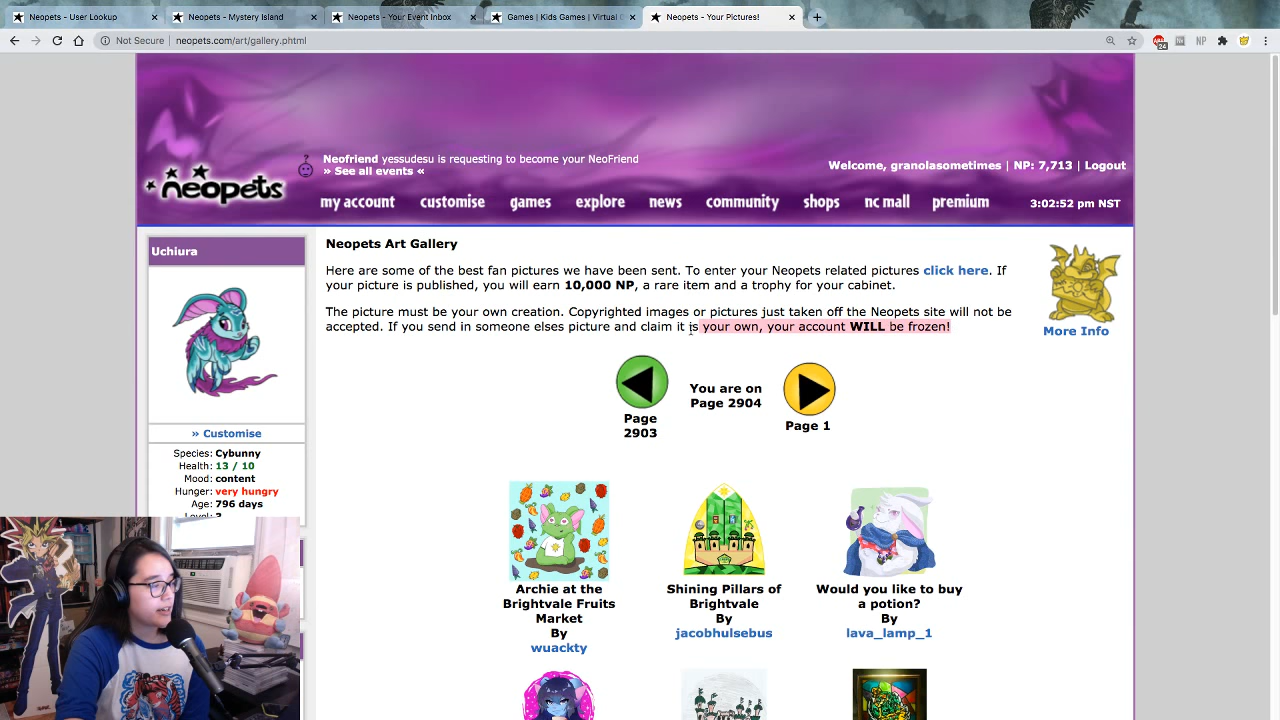 Neopets - User Lookup
Neopets - Mystery Island
Neopets - Your Event Inbox
Games | Kids Games | Virtual
Neopets - Your Pictures!
Not Secure | neopets.com/art/gallery.phtml
24
NP
neopets
Neofriend yessudesu is requesting to become your NeoFriend
» See all events «
Welcome, granolasometimes | NP: 7,713 | Logout
my account customise games explore news community shops nc mall premium
3:02:52 pm NST
Uchiura
» Customise
Species: Cybunny
Health: 13 / 10
Mood: content
Hunger: very hungry
Age: 796 days
Neopets Art Gallery
Here are some of the best fan pictures we have been sent. To enter your Neopets related pictures click here. If
your picture is published, you will earn 10,000 NP, a rare item and a trophy for your cabinet.
The picture must be your own creation. Copyrighted images or pictures just taken off the Neopets site will not be
accepted. If you send in someone elses picture and claim it is your own, your account WILL be frozen!
More Info
Page
2903
You are on
Page 2904
Page 1
Archie at the
Brightvale Fruits
Market
By
wuackty
Shining Pillars of
Brightvale
By
jacobhulsebus
Would you like to buy
a potion?
By
lava_lamp_1